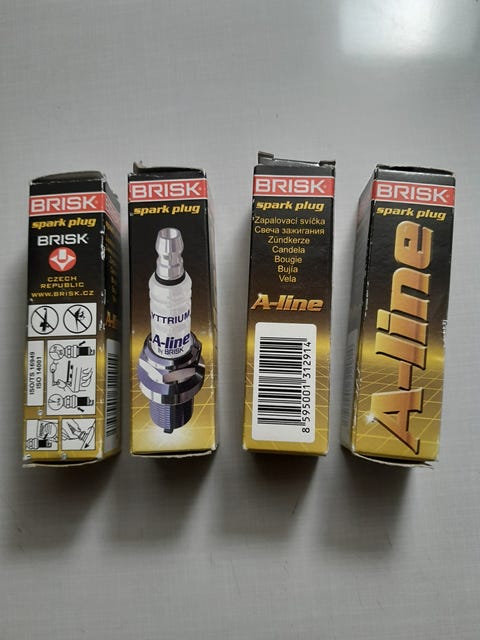 BRISK
spark plug
BRISK
CZECH
REPUBLIC
WWW.BRISK.CZ
ISO/TS 16949
ISO 14001
BRISK
spark plug
YTTRIUM
A-line
by BRISK
BRISK
spark plug
Zapalovací svíčka
Свеча зажигания
Zündkerze
Candela
Bougie
Bujía
Vela
A-line
8 595001 312914
BRISK
spark plug
A-line